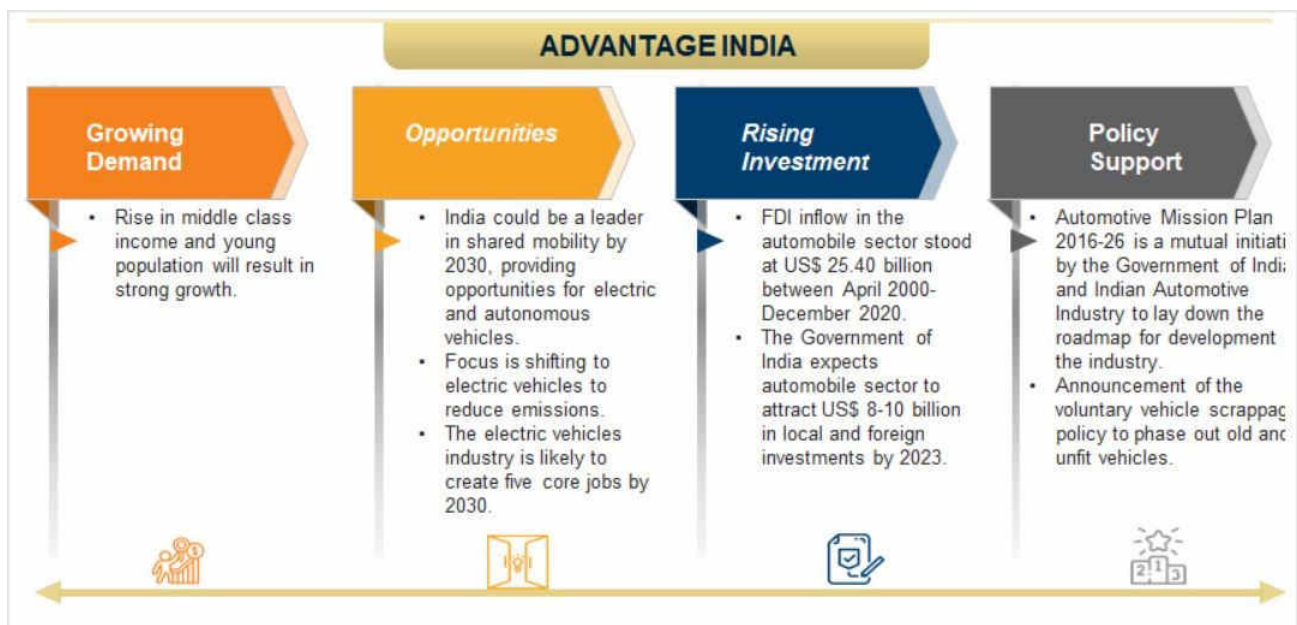 ADVANTAGE INDIA
Growing
Demand
• Rise in middle class
income and young
population will result in
strong growth.
Opportunities
• India could be a leader
in shared mobility by
2030, providing
opportunities for electric
and autonomous
vehicles.
• Focus is shifting to
electric vehicles to
reduce emissions.
• The electric vehicles
industry is likely to
create five core jobs by
2030.
Rising
Investment
• FDI inflow in the
automobile sector stood
at US$ 25.40 billion
between April 2000-
December 2020.
• The Government of
India expects
automobile sector to
attract US$ 8-10 billion
in local and foreign
investments by 2023.
Policy
Support
• Automotive Mission Plan
2016-26 is a mutual initiati
by the Government of Indi
and Indian Automotive
Industry to lay down the
roadmap for development
the industry.
• Announcement of the
voluntary vehicle scrappag
policy to phase out old and
unfit vehicles.
2 1 3